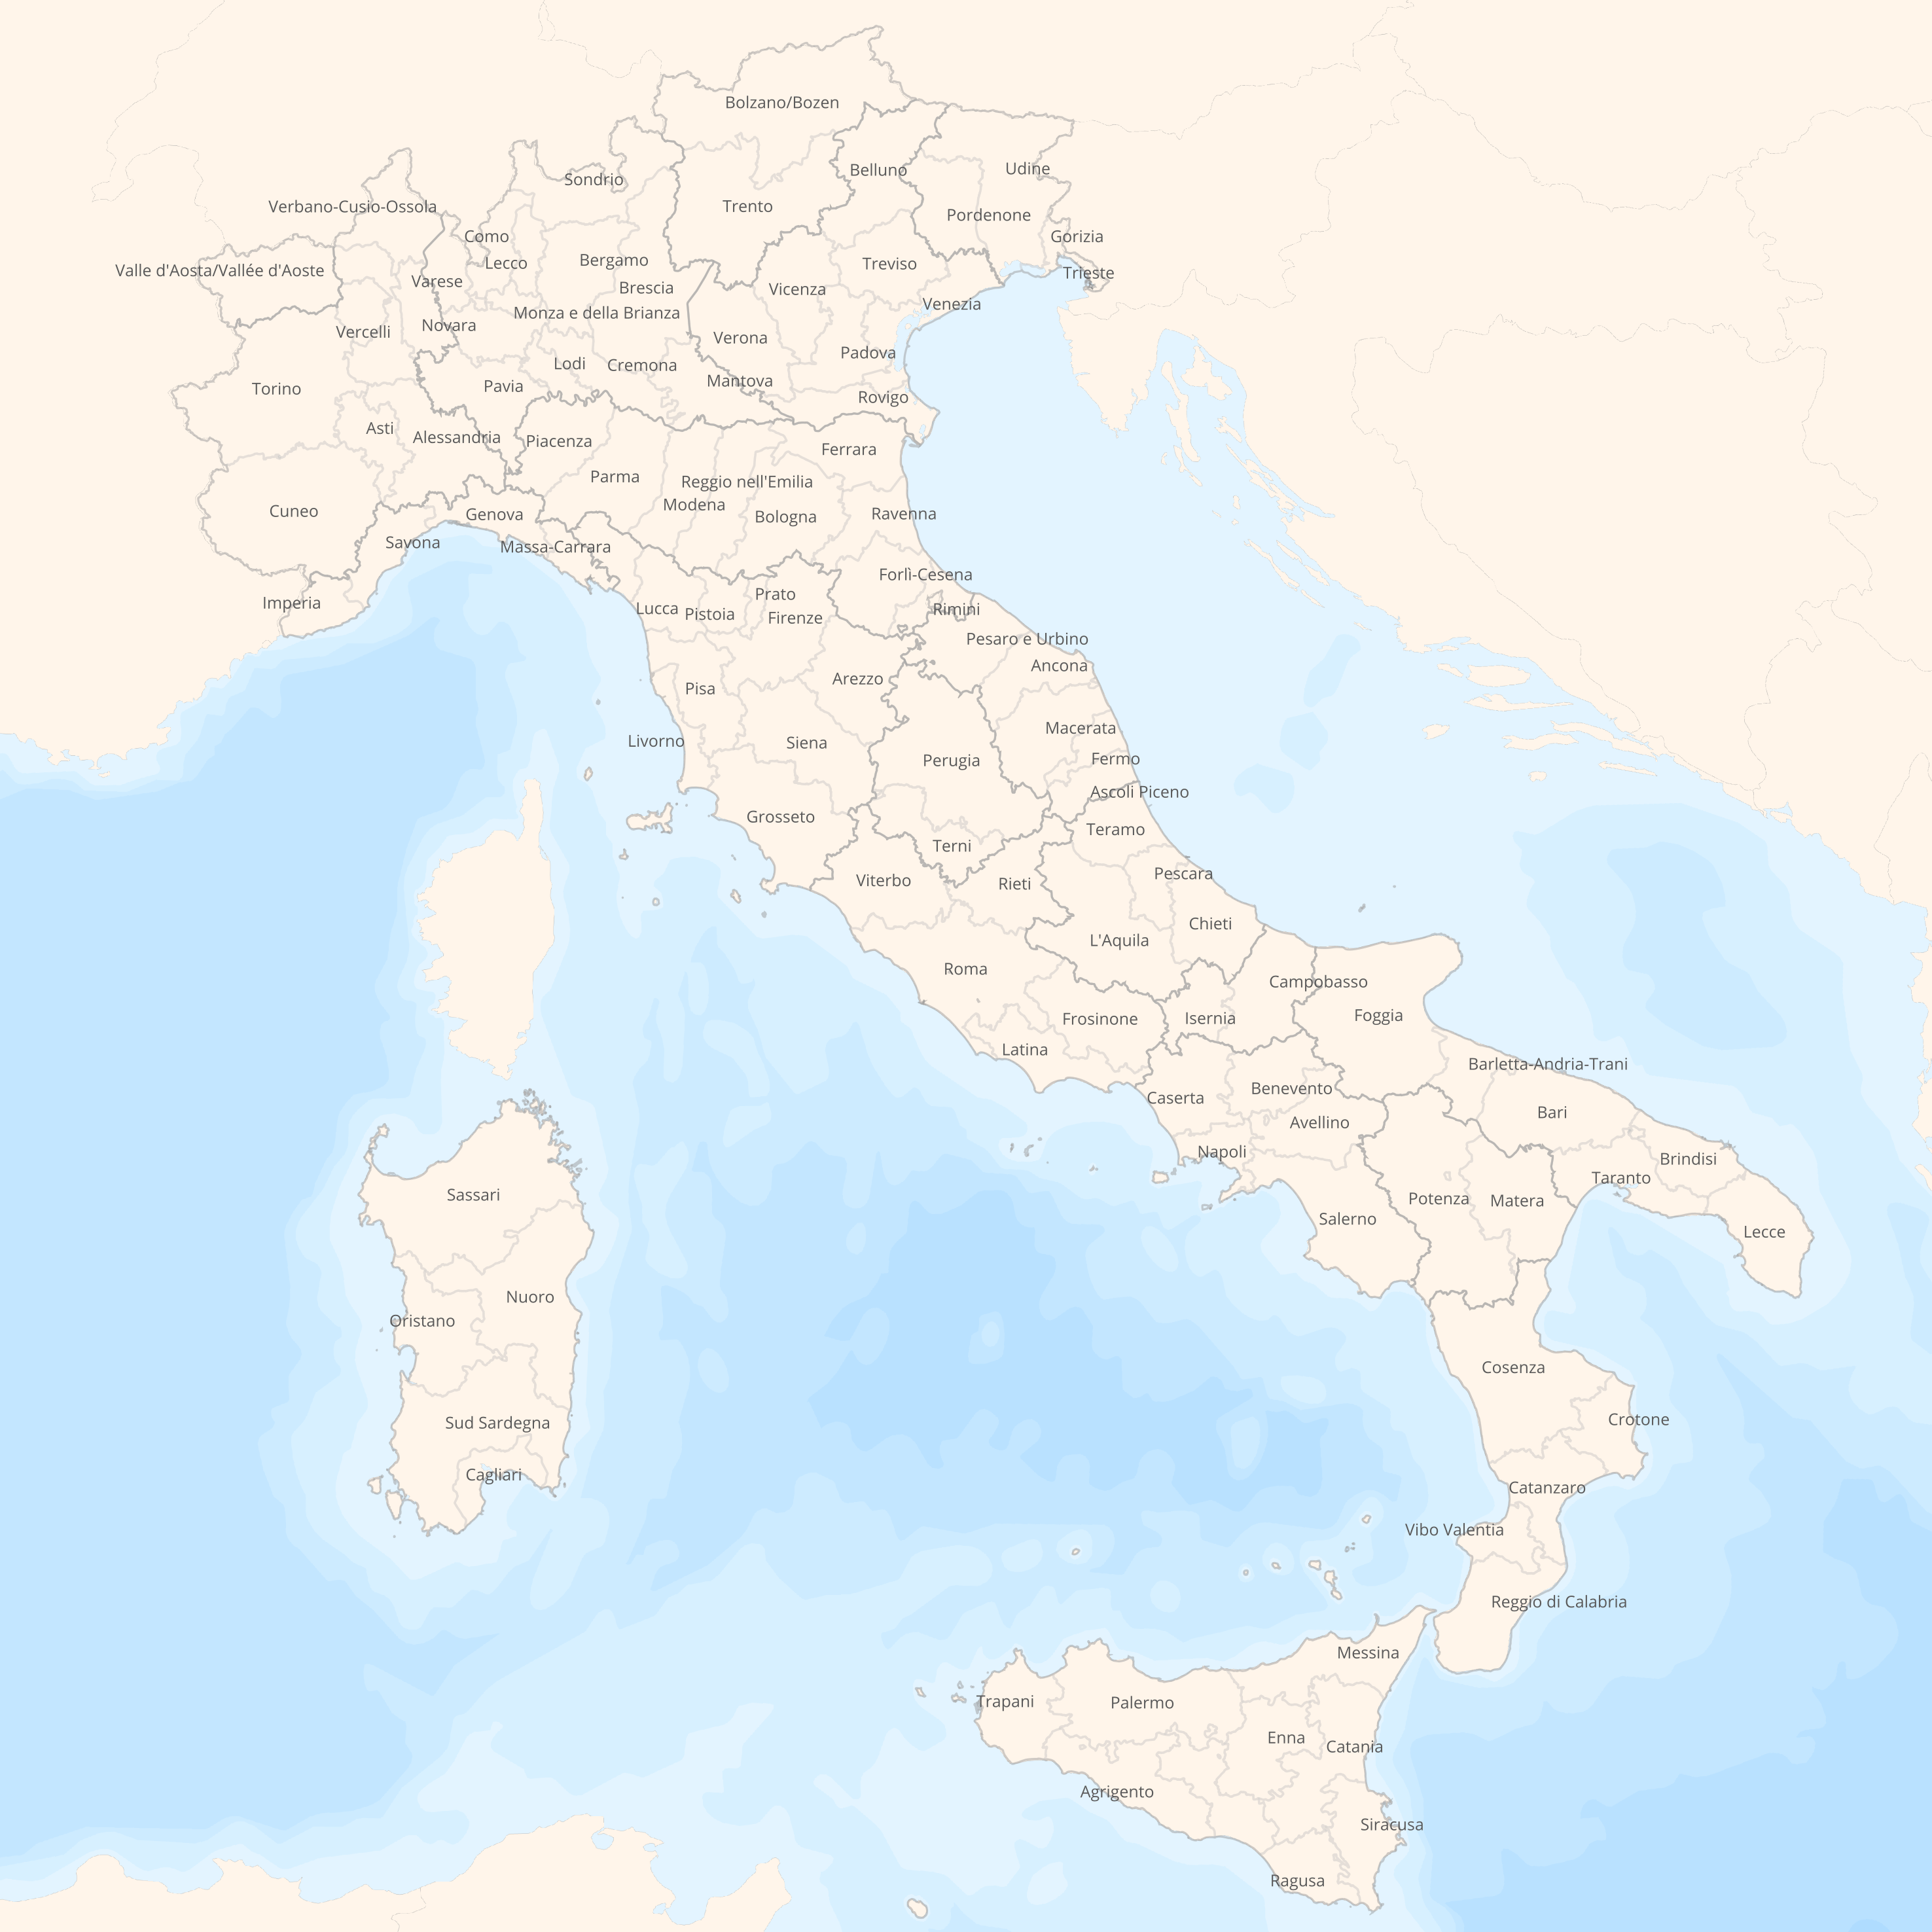 Bolzano/Bozen
Udine
Belluno
Sondrio
Trento
Verbano-Cusio-Ossola
Pordenone
Como
Gorizia
Bergamo
Lecco
Treviso
Valle d'Aosta/Vallée d'Aoste
Trieste
Varese
Brescia
Vicenza
Venezia
Monza e della Brianza
Novara
Vercelli
Verona
Padova
Lodi
Cremona
Mantova
Pavia
Torino
Rovigo
Asti
Alessandria
Piacenza
Ferrara
Parma
Reggio nell'Emilia
Modena
Cuneo
Genova
Ravenna
Bologna
Savona
Massa-Carrara
Forlì-Cesena
Prato
Imperia
Lucca
Rimini
Pistoia
Firenze
Pesaro e Urbino
Ancona
Arezzo
Pisa
Macerata
Livorno
Siena
Fermo
Perugia
Ascoli Piceno
Grosseto
Teramo
Terni
Pescara
Viterbo
Rieti
Chieti
L'Aquila
Roma
Campobasso
Foggia
Isernia
Frosinone
Latina
Barletta-Andria-Trani
Benevento
Caserta
Bari
Avellino
Napoli
Brindisi
Taranto
Sassari
Potenza
Matera
Salerno
Lecce
Nuoro
Oristano
Cosenza
Crotone
Sud Sardegna
Cagliari
Catanzaro
Vibo Valentia
Reggio di Calabria
Messina
Trapani
Palermo
Enna
Catania
Agrigento
Siracusa
Ragusa